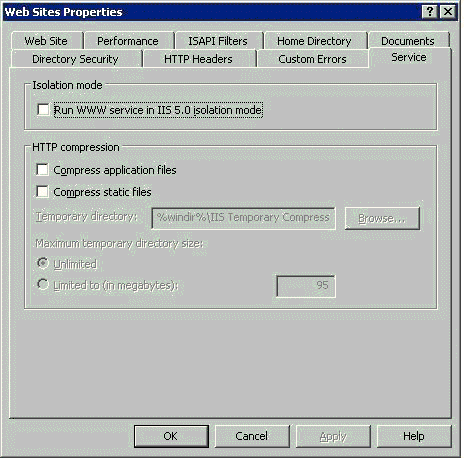 Web Sites Properties
Web Site Performance ISAPI Filters Home Directory Documents
Directory Security HTTP Headers Custom Errors Service
Isolation mode
Run WWW service in IIS 5.0 isolation mode
HTTP compression
Compress application files
Compress static files
Temporary directory: %windir%\IIS Temporary Compress Browse...
Maximum temporary directory size:
Unlimited
Limited to (in megabytes): 95
OK Cancel Apply Help